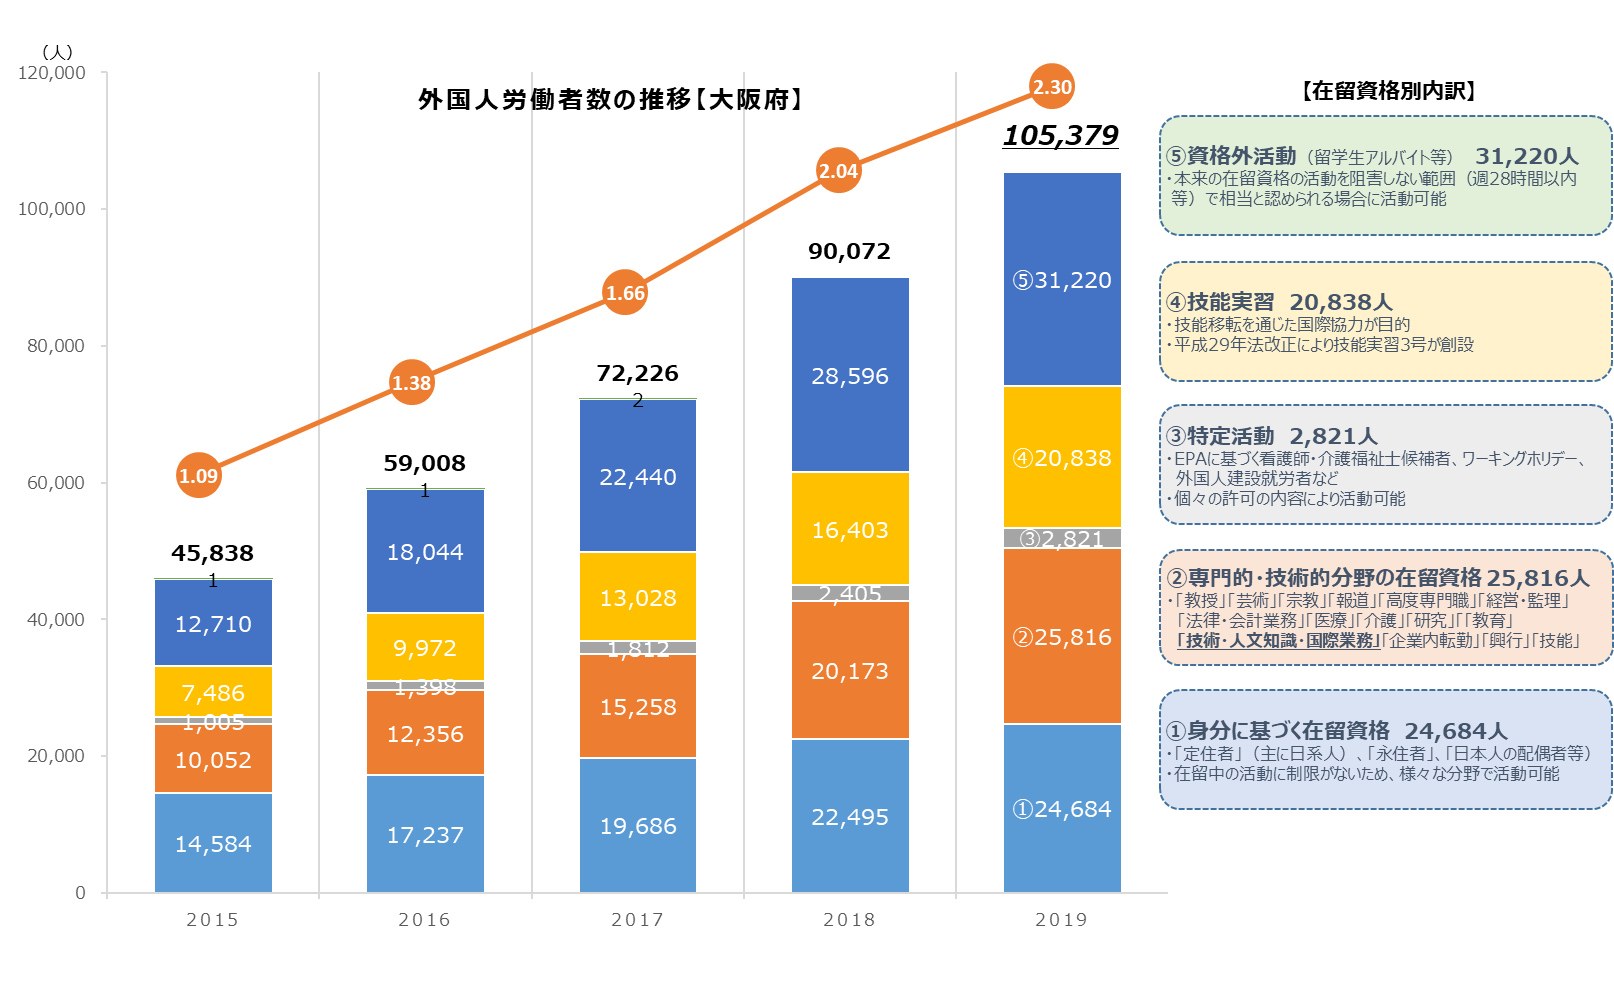 （人）
外国人労働者数の推移【大阪府】
120,000
100,000
80,000
60,000
40,000
20,000
0
1.09
1.38
1.66
2.04
2.30
45,838
1
12,710
7,486
1,005
10,052
14,584
59,008
1
18,044
9,972
1,398
12,356
17,237
72,226
2
22,440
13,028
1,812
15,258
19,686
90,072
28,596
16,403
2,405
20,173
22,495
105,379
⑤31,220
④20,838
③2,821
②25,816
①24,684
2015
2016
2017
2018
2019
【在留資格別内訳】
⑤資格外活動（留学生アルバイト等） 31,220人
・本来の在留資格の活動を阻害しない範囲（週28時間以内
等）で相当と認められる場合に活動可能
④技能実習 20,838人
・技能移転を通じた国際協力が目的
・平成29年法改正により技能実習3号が創設
③特定活動 2,821人
・EPAに基づく看護師・介護福祉士候補者、ワーキングホリデー、
外国人建設就労者など
・個々の許可の内容により活動可能
②専門的・技術的分野の在留資格 25,816人
・「教授」「芸術」「宗教」「報道」「高度専門職」「経営・監理」
「法律・会計業務」「医療」「介護」「研究」「「教育」
「技術・人文知識・国際業務」「企業内転勤」「興行」「技能」
①身分に基づく在留資格 24,684人
・「定住者」（主に日系人）、「永住者」、「日本人の配偶者等）
・在留中の活動に制限がないため、様々な分野で活動可能